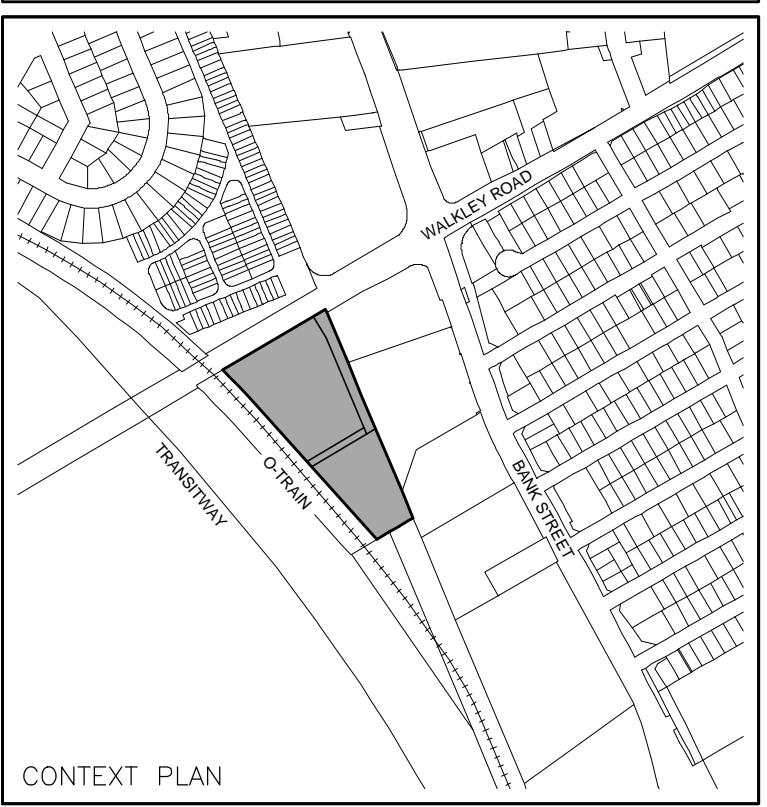 WALKLEY ROAD
TRANSITWAY
O-TRAIN
BANK STREET
CONTEXT PLAN